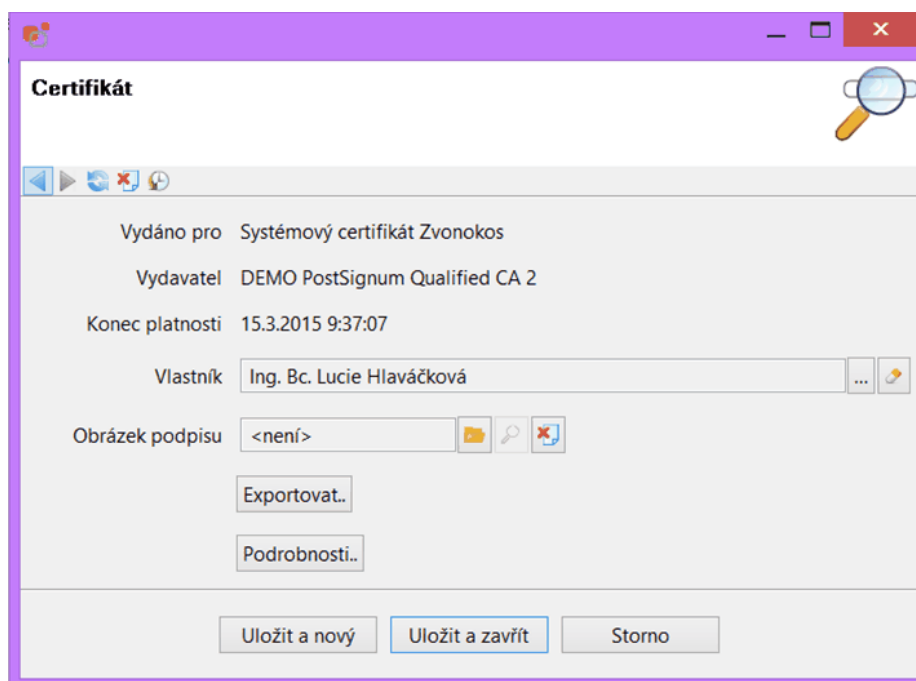 Certifikát
Vydáno pro Systémový certifikát Zvonokos
Vydavatel DEMO PostSignum Qualified CA 2
Konec platnosti 15.3.2015 9:37:07
Vlastník Ing. Bc. Lucie Hlaváčková ...
Obrázek podpisu <není>
Exportovat..
Podrobnosti..
Uložit a nový Uložit a zavřít Storno